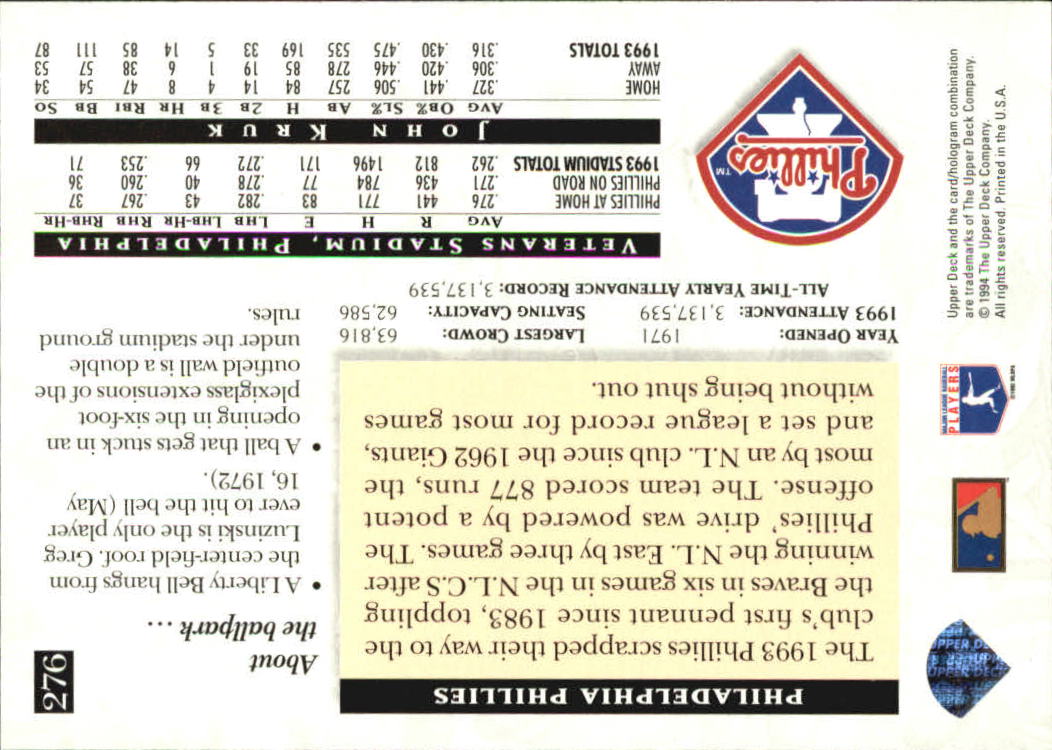 276
PHILADELPHIA PHILLIES
The 1993 Phillies scrapped their way to the
club's first pennant since 1983, toppling
the Braves in six games in the N.L.C.S after
winning the N.L. East by three games. The
Phillies' drive was powered by a potent
offense. The team scored 877 runs, the
most by an N.L. club since the 1962 Giants,
and set a league record for most games
without being shut out.
About
the ballpark ...
• A Liberty Bell hangs from
the center-field roof. Greg
Luzinski is the only player
ever to hit the bell (May
16, 1972).
• A ball that gets stuck in an
opening in the six-foot
plexiglass extensions of the
outfield wall is a double
under the stadium ground
rules.
YEAR OPENED: 1971 LARGEST CROWD: 63,816
1993 ATTENDANCE: 3,137,539 SEATING CAPACITY: 62,586
ALL-TIME YEARLY ATTENDANCE RECORD: 3,137,539
VETERANS STADIUM, PHILADELPHIA
AVG R H E LHB LHB-HR RHB RHB-HR
PHILLIES AT HOME .276 441 771 83 .282 43 .267 37
PHILLIES ON ROAD .271 436 784 77 .278 40 .260 36
1993 STADIUM TOTALS .262 812 1496 171 .272 66 .253 71
JOHN KRUK
AVG OB% SL% AB H 2B 3B HR RBI BB SO
HOME .327 .441 .506 257 84 14 4 8 47 54 34
AWAY .306 .420 .446 278 85 19 1 6 38 57 53
1993 TOTALS .316 .430 .475 535 169 33 5 14 85 111 87
Phillies
TM
Upper Deck and the card/hologram combination
are trademarks of The Upper Deck Company.
© 1994 The Upper Deck Company.
All rights reserved. Printed in the U.S.A.
MAJOR LEAGUE BASEBALL
PLAYERS
UPPER DECK